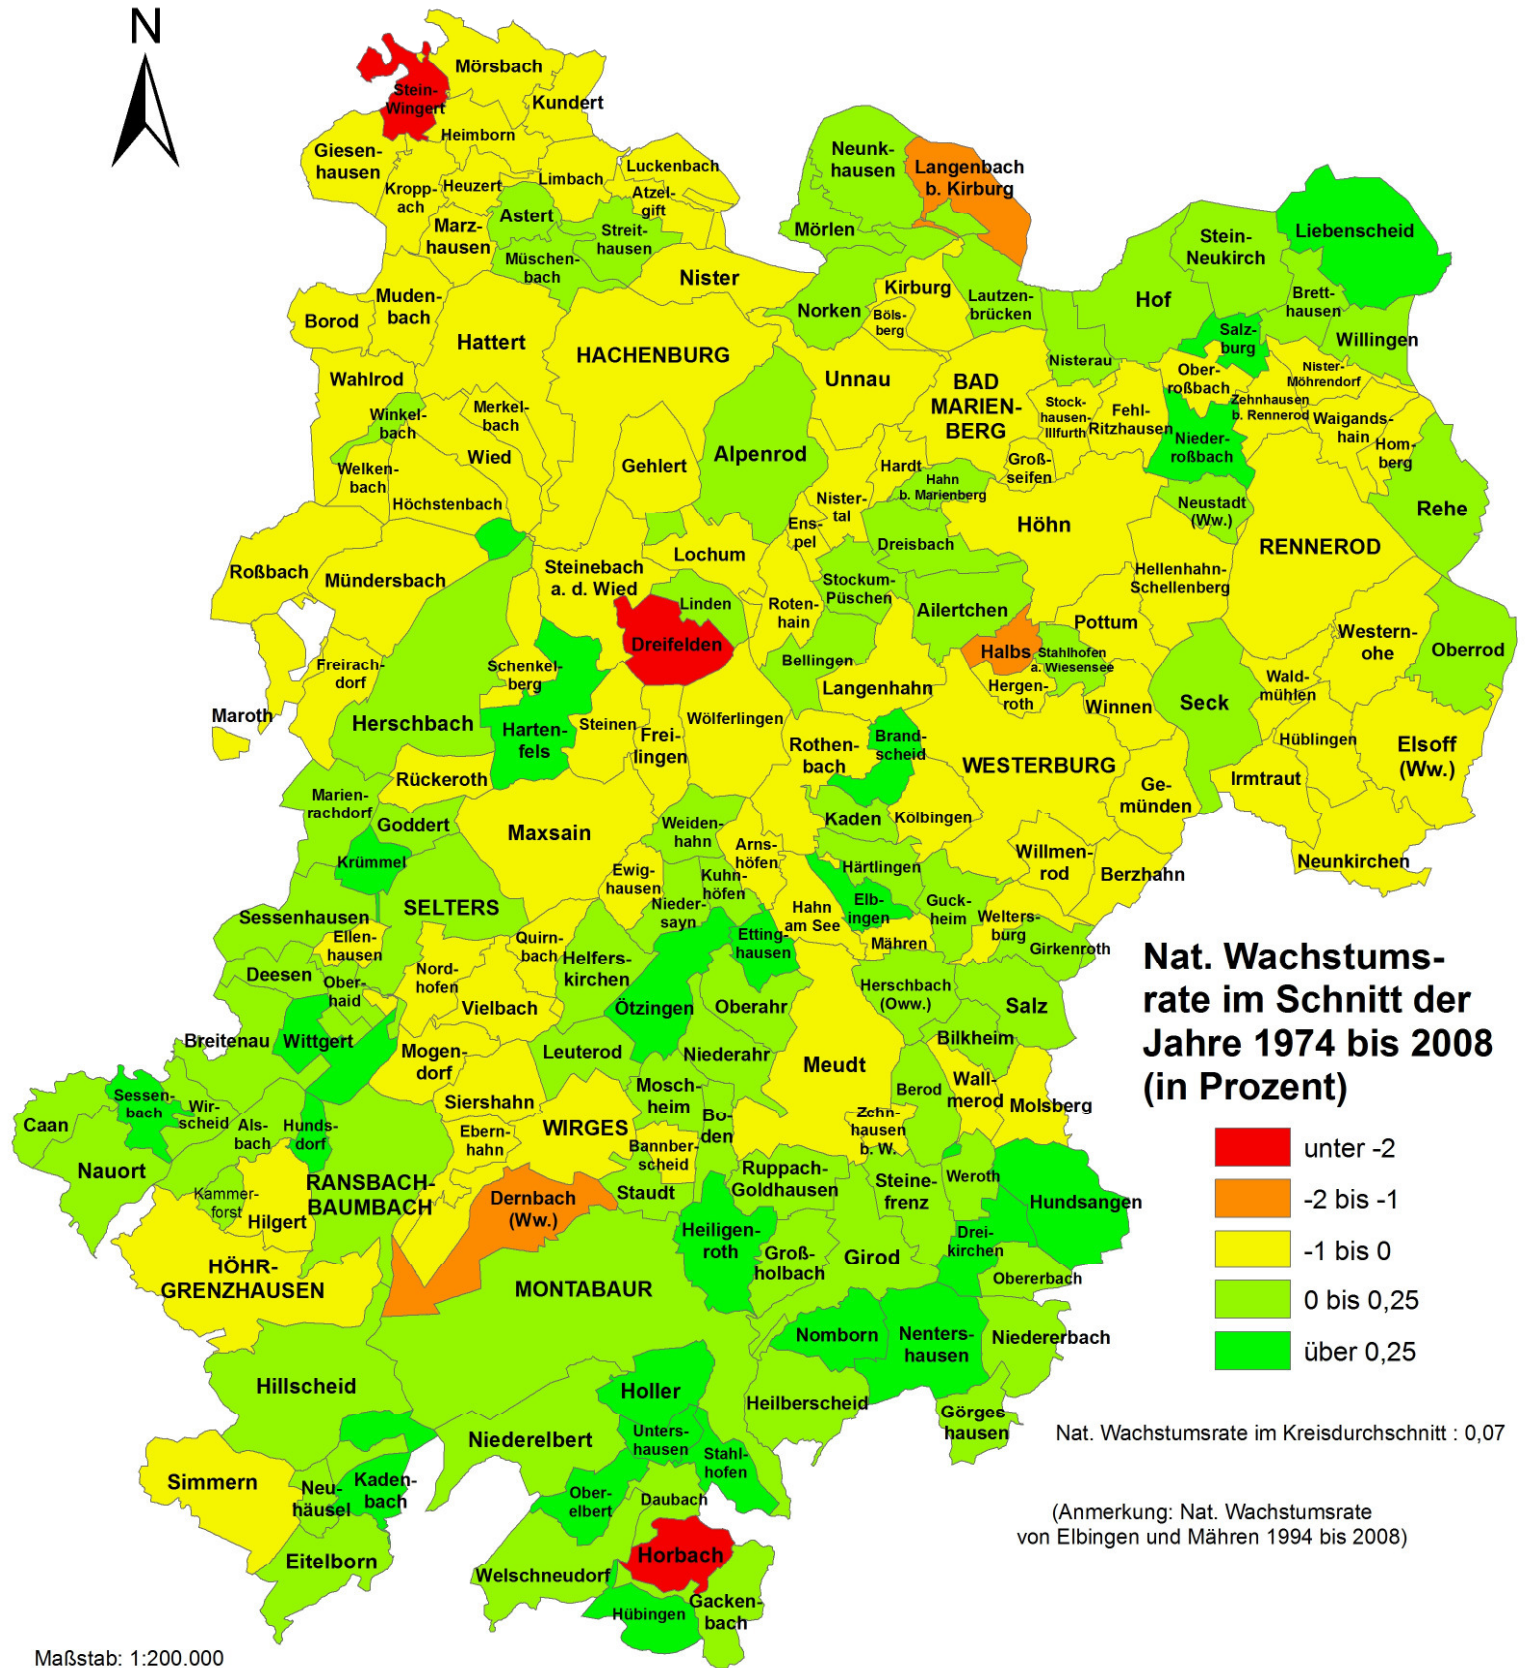 N
Mörsbach
Stein-
Wingert
Kundert
Heimborn
Giesen-
hausen
Kropp-
ach
Heuzert
Limbach
Luckenbach
Atzel-
gift
Astert
Marz-
hausen
Streit-
hausen
Müschen-
bach
Nister
Muden-
bach
Borod
Hattert
HACHENBURG
Wahlrod
Winkel-
bach
Merkel-
bach
Wied
Welken-
bach
Höchstenbach
Gehlert
Alpenrod
Neunk-
hausen
Langenbach
b. Kirburg
Mörlen
Norken
Kirburg
Böls-
berg
Lautzen-
brücken
Unnau
BAD
MARIEN-
BERG
Nisterau
Hof
Stein-
Neukirch
Liebenscheid
Brett-
hausen
Willingen
Salz-
burg
Ober-
roßbach
Nister-
Möhrendorf
Zehnhausen
b. Rennerod
Waigands-
hain
Hom-
berg
Stock-
hausen-
Illfurth
Fehl-
Ritzhausen
Nieder-
roßbach
Groß-
seifen
Hardt
Hahn
b. Marienberg
Nister-
tal
Ens-
pel
Höhn
Neustadt
(Ww.)
Rehe
RENNEROD
Dreisbach
Roßbach
Mündersbach
Steinebach
a. d. Wied
Lochum
Linden
Dreifelden
Roten-
hain
Stockum-
Püschen
Ailertchen
Hellenhahn-
Schellenberg
Pottum
Halbs
Stahlhofen
a. Wiesensee
Bellingen
Langenhahn
Hergen-
roth
Winnen
Seck
Wald-
mühlen
Western-
ohe
Oberrod
Hüblingen
Elsoff
(Ww.)
Irmtraut
Neunkirchen
Freirach-
dorf
Maroth
Herschbach
Schenkel-
berg
Harten-
fels
Steinen
Frei-
lingen
Wölferlingen
Rothen-
bach
Brand-
scheid
WESTERBURG
Ge-
münden
Rückeroth
Marien-
rachdorf
Goddert
Maxsain
Weiden-
hahn
Kaden
Kölbingen
Krümmel
Arns-
höfen
Härtlingen
Willmen-
rod
Berzhahn
Ewig-
hausen
Kuhn-
höfen
Nieder-
sayn
Hahn
am See
Elb-
ingen
Guck-
heim
Welters-
burg
Girkenroth
Mähren
SELTERS
Sessenhausen
Ellen-
hausen
Quirn-
bach
Helfers-
kirchen
Etting-
hausen
Deesen
Ober-
haid
Nord-
hofen
Vielbach
Ötzingen
Oberahr
Herschbach
(Oww.)
Salz
Breitenau
Wittgert
Mogen-
dorf
Leuterod
Niederahr
Meudt
Bilkheim
Sessen-
bach
Wir-
scheid
Caan
Als-
bach
Hunds-
dorf
Siershahn
Mosch-
heim
Bo-
den
Berod
Wall-
merod
Molsberg
Ebern-
hahn
WIRGES
Bannber-
scheid
Zehn-
hausen
b. W.
Nauort
Kammer-
forst
Hilgert
RANSBACH-
BAUMBACH
Dernbach
(Ww.)
Staudt
Ruppach-
Goldhausen
Steine-
frenz
Weroth
Hundsangen
HÖHR-
GRENZHAUSEN
Heiligen-
roth
Groß-
holbach
Girod
Drei-
kirchen
Obererbach
MONTABAUR
Nomborn
Nenters-
hausen
Niedererbach
Hillscheid
Holler
Heilberscheid
Görges
hausen
Niederelbert
Unters-
hausen
Stahl-
hofen
Simmern
Neu-
häusel
Kaden-
bach
Ober-
elbert
Daubach
Eitelborn
Welschneudorf
Horbach
Hübingen
Gacken-
bach
Nat. Wachstums-
rate im Schnitt der
Jahre 1974 bis 2008
(in Prozent)
unter -2
-2 bis -1
-1 bis 0
0 bis 0,25
über 0,25
Nat. Wachstumsrate im Kreisdurchschnitt : 0,07
(Anmerkung: Nat. Wachstumsrate
von Elbingen und Mähren 1994 bis 2008)
Maßstab: 1:200.000